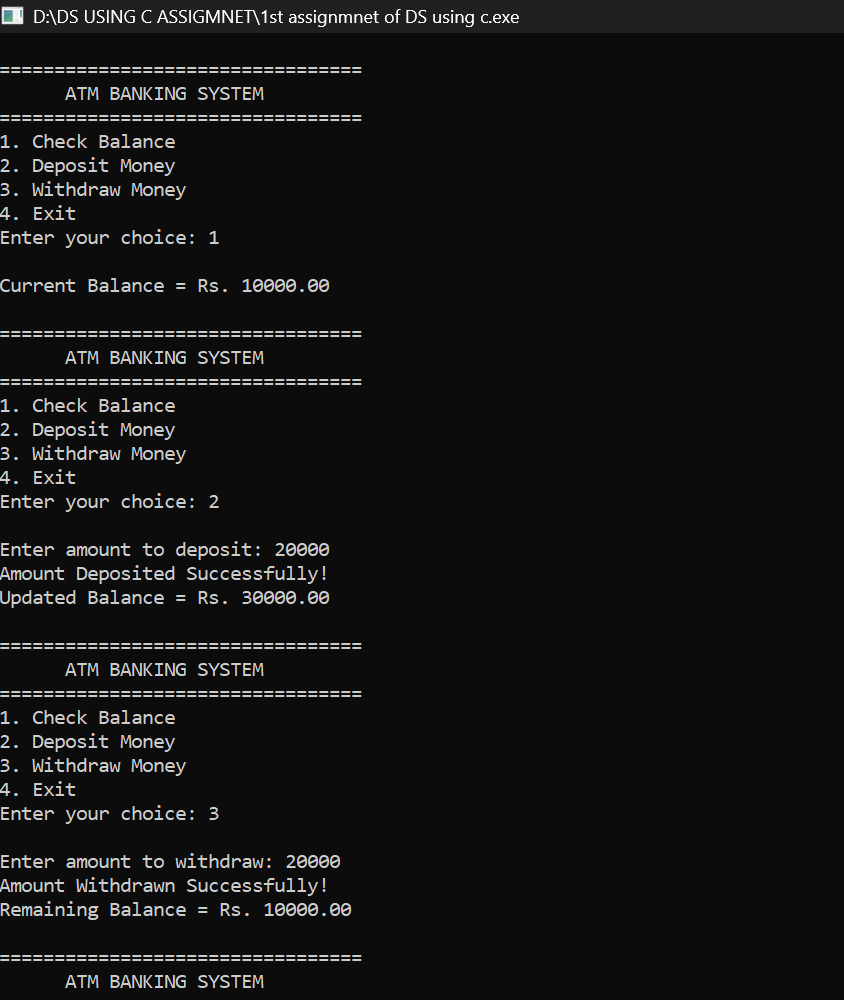 D:\DS USING C ASSIGMNET\1st assignmnet of DS using c.exe
=================================
ATM BANKING SYSTEM
=================================
1. Check Balance
2. Deposit Money
3. Withdraw Money
4. Exit
Enter your choice: 1
Current Balance = Rs. 10000.00
=================================
ATM BANKING SYSTEM
=================================
1. Check Balance
2. Deposit Money
3. Withdraw Money
4. Exit
Enter your choice: 2
Enter amount to deposit: 20000
Amount Deposited Successfully!
Updated Balance = Rs. 30000.00
=================================
ATM BANKING SYSTEM
=================================
1. Check Balance
2. Deposit Money
3. Withdraw Money
4. Exit
Enter your choice: 3
Enter amount to withdraw: 20000
Amount Withdrawn Successfully!
Remaining Balance = Rs. 10000.00
=================================
ATM BANKING SYSTEM